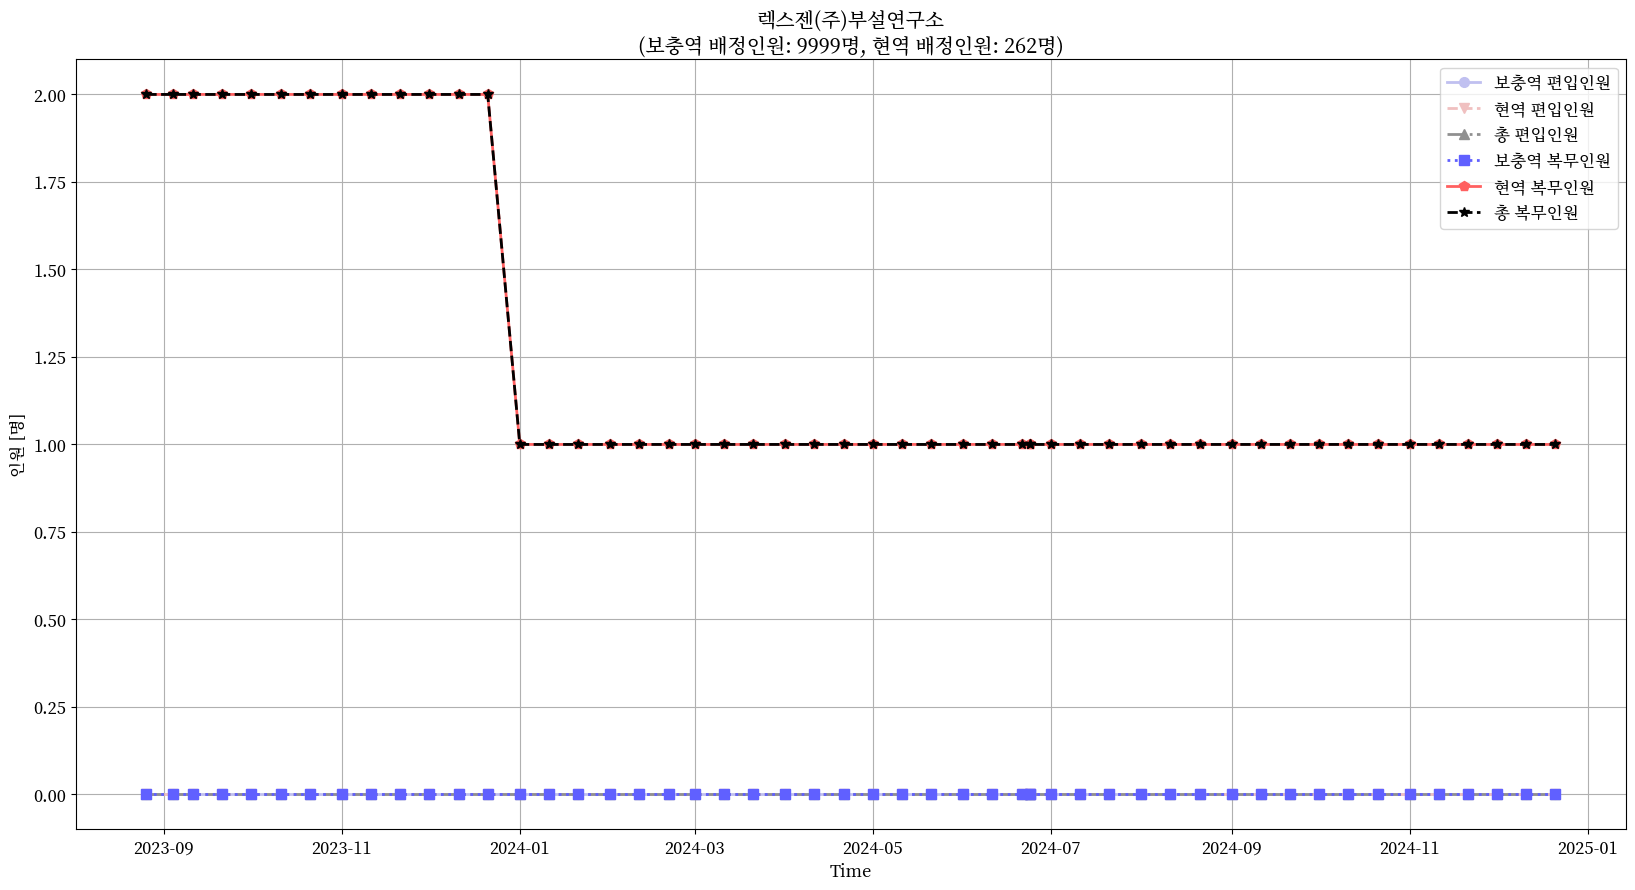 렉스젠(주)부설연구소
(보충역 배정인원: 9999명, 현역 배정인원: 262명)
보충역 편입인원
현역 편입인원
총 편입인원
보충역 복무인원
현역 복무인원
총 복무인원
인원 [명]
2.00
1.75
1.50
1.25
1.00
0.75
0.50
0.25
0.00
2023-09
2023-11
2024-01
2024-03
2024-05
2024-07
2024-09
2024-11
2025-01
Time